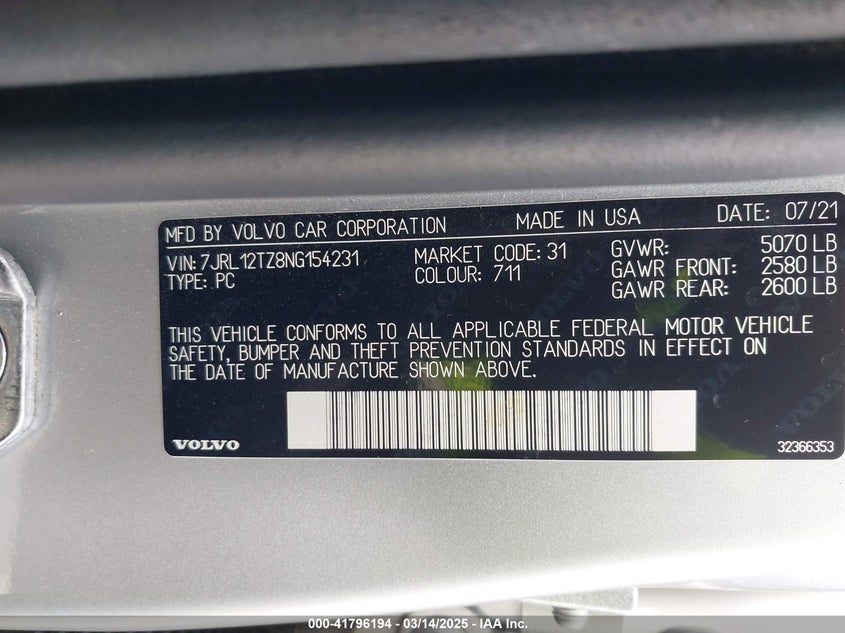 MFD BY VOLVO CAR CORPORATION MADE IN USA DATE: 07/21
VIN: 7JRL12TZ8NG154231 MARKET CODE: 31 GVWR: 5070 LB
TYPE: PC COLOUR: 711 GAWR FRONT: 2580 LB
GAWR REAR: 2600 LB
THIS VEHICLE CONFORMS TO ALL APPLICABLE FEDERAL MOTOR VEHICLE
SAFETY, BUMPER AND THEFT PREVENTION STANDARDS IN EFFECT ON
THE DATE OF MANUFACTURE SHOWN ABOVE.
VOLVO 32366353
000-41796194 - 03/14/2025 - IAA Inc.